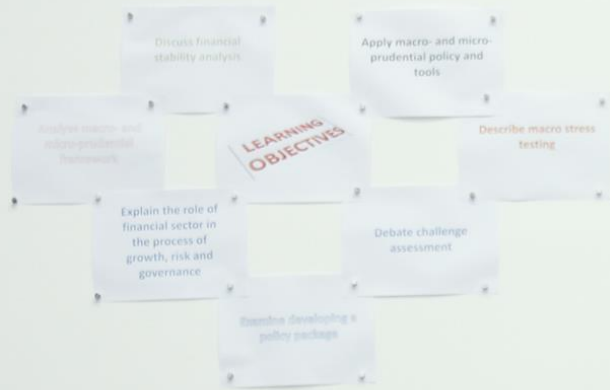 Discuss financial
stability analysis
Apply macro- and micro-
prudential policy and
tools
Analyse macro- and
micro-prudential
framework
LEARNING
OBJECTIVES
Describe macro stress
testing
Explain the role of
financial sector in
the process of
growth, risk and
governance
Debate challenge
assessment
Examine developing a
policy package